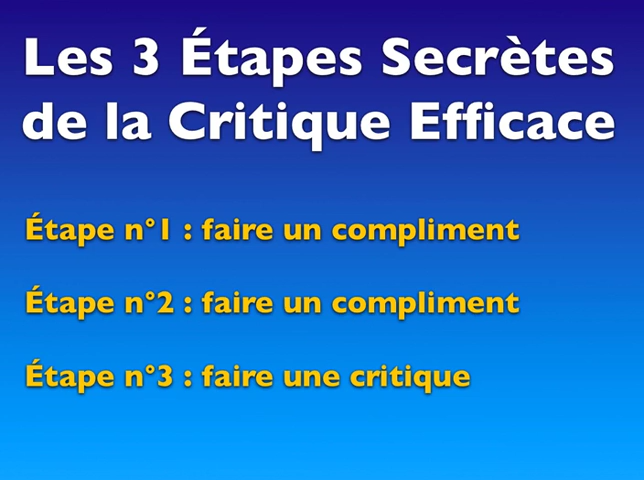 Les 3 Étapes Secrètes
de la Critique Efficace
Étape n°1 : faire un compliment
Étape n°2 : faire un compliment
Étape n°3 : faire une critique